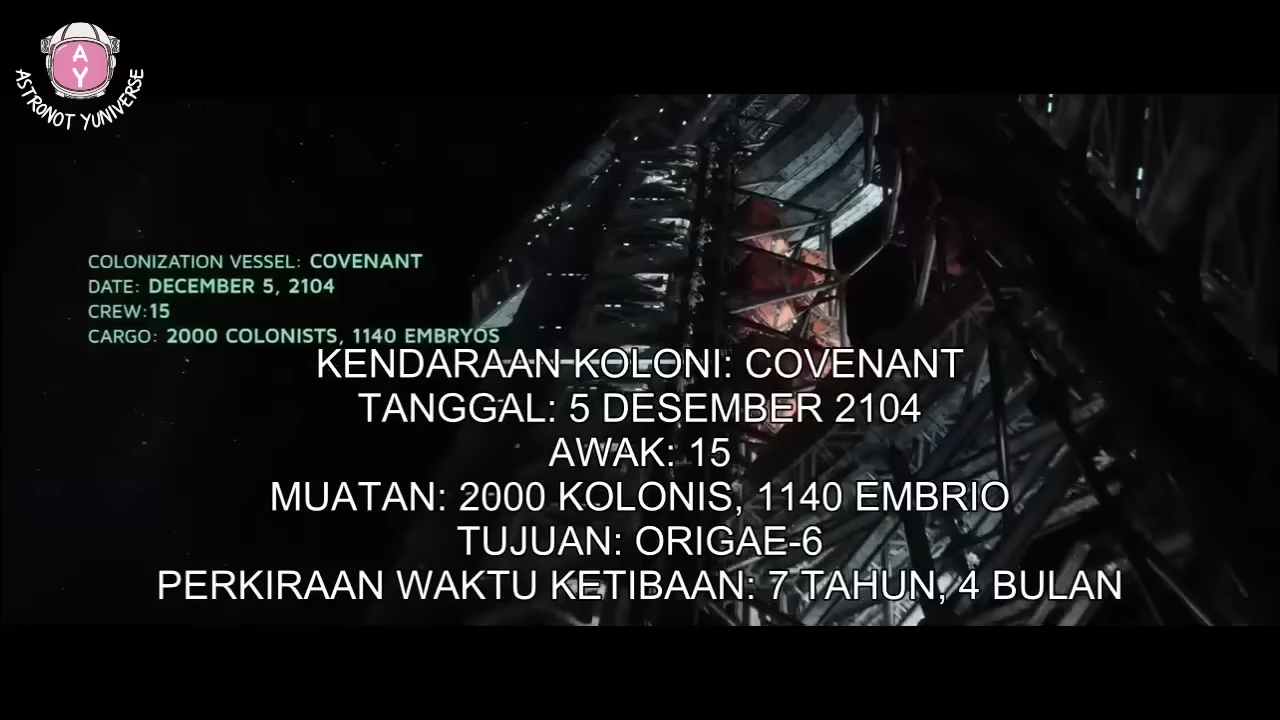 A
Y
ASTRONOT YUNIVERSE
COLONIZATION VESSEL: COVENANT
DATE: DECEMBER 5, 2104
CREW:15
CARGO: 2000 COLONISTS, 1140 EMBRYOS
KENDARAAN KOLONI: COVENANT
TANGGAL: 5 DESEMBER 2104
AWAK: 15
MUATAN: 2000 KOLONIS, 1140 EMBRIO
TUJUAN: ORIGAE-6
PERKIRAAN WAKTU KETIBAAN: 7 TAHUN, 4 BULAN